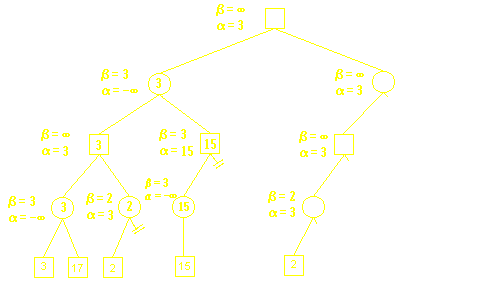 β = ∞
α = 3
β = 3
α = -∞
3
β = ∞
α = 3
β = ∞
α = 3
3
β = 3
α = 15
15
β = ∞
α = 3
β = 3
α = -∞
3
β = 2
α = 3
2
β = 3
α = -∞
15
β = 2
α = 3
3
17
2
15
2